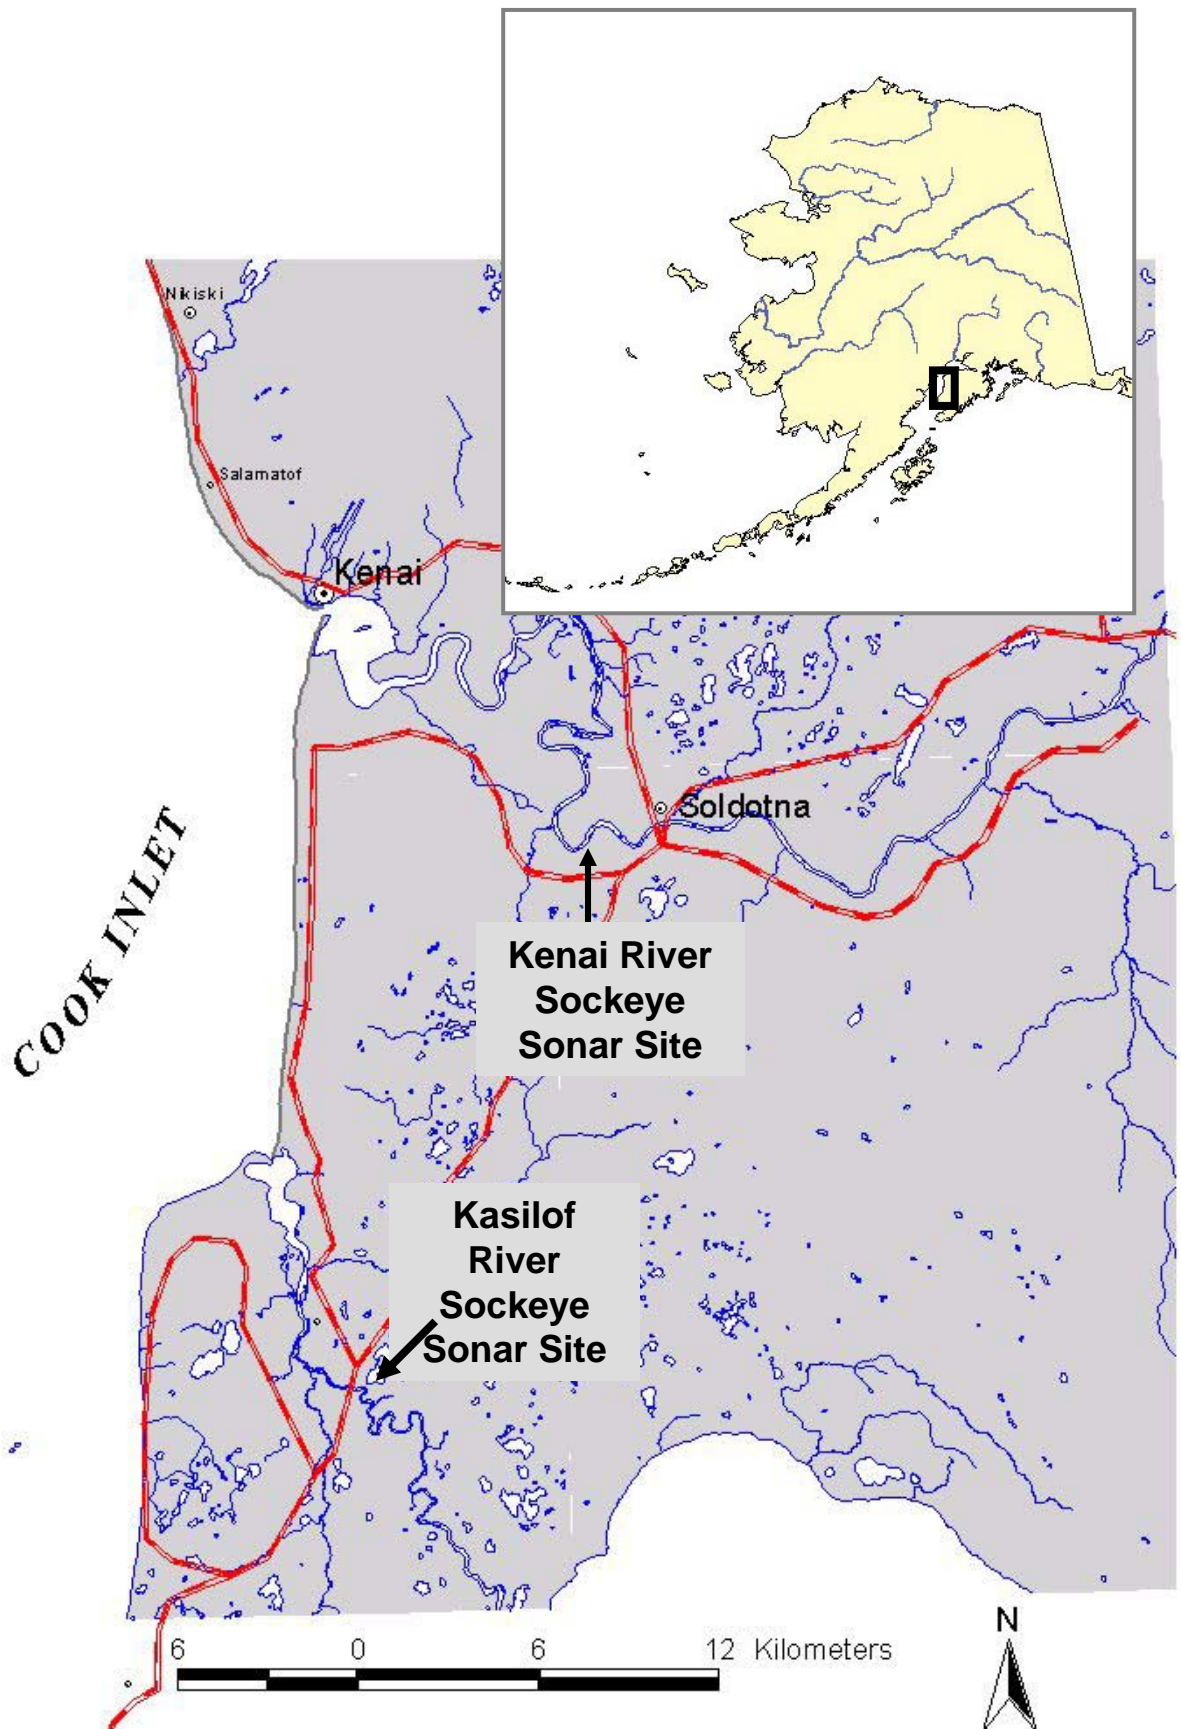 Nikiski
Salamatof
Kenai
Soldotna
COOK INLET
Kenai River
Sockeye
Sonar Site
Kasilof
River
Sockeye
Sonar Site
6 0 6 12 Kilometers
N